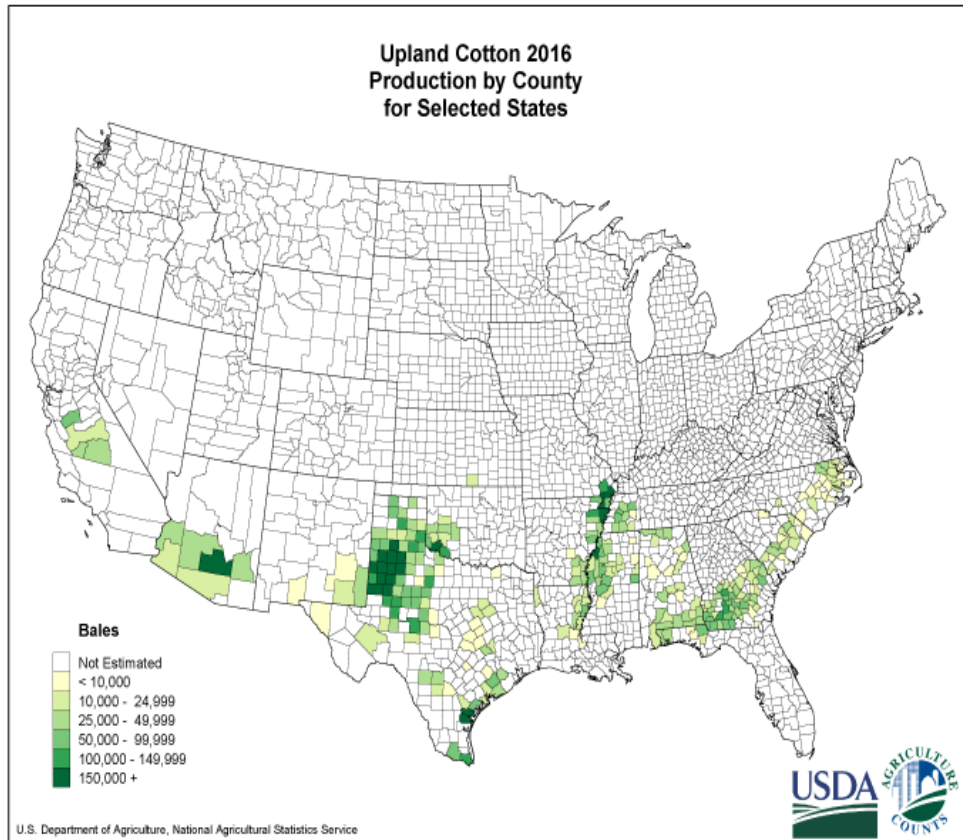 Upland Cotton 2016
Production by County
for Selected States
Bales
Not Estimated
< 10,000
10,000 - 24,999
25,000 - 49,999
50,000 - 99,999
100,000 - 149,999
150,000 +
USDA
AGRICULTURE
COUNTS
U.S. Department of Agriculture, National Agricultural Statistics Service